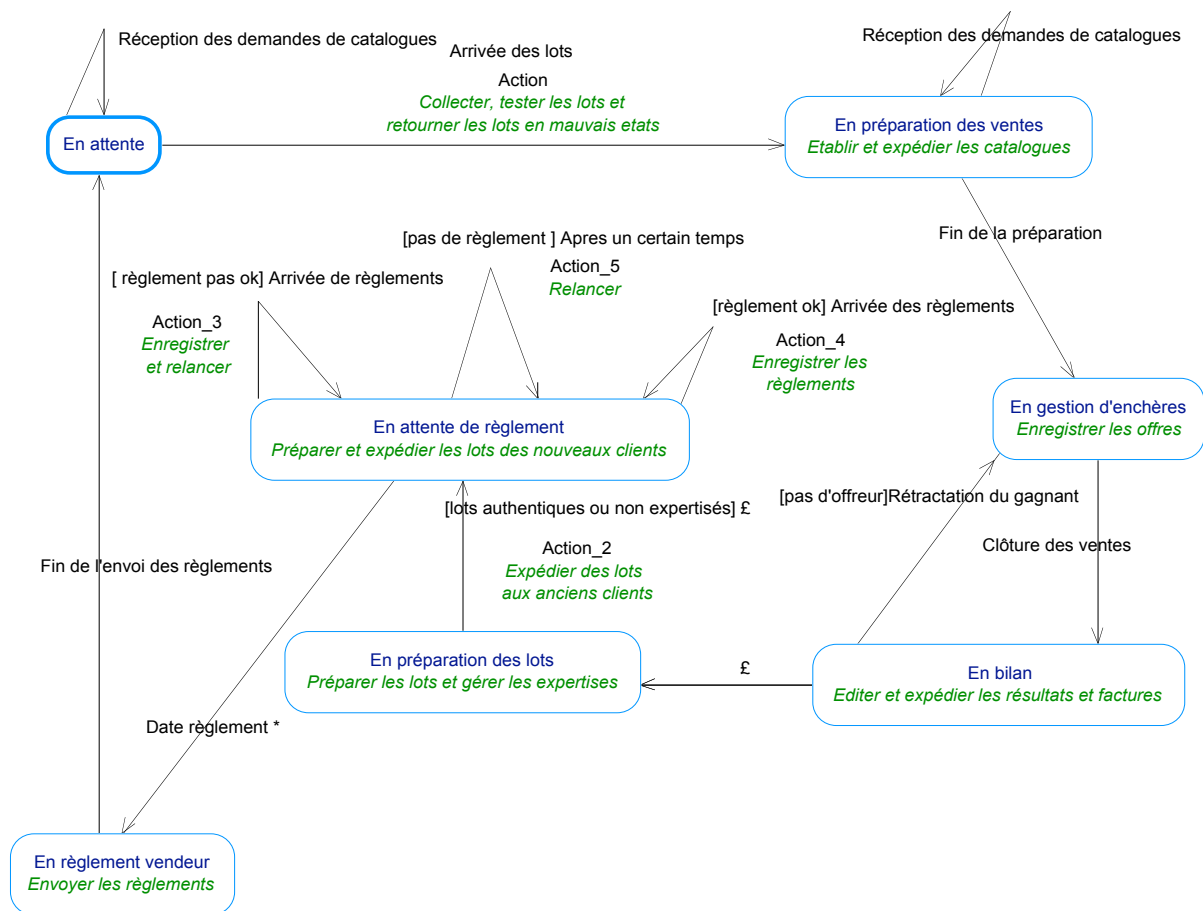 Réception des demandes de catalogues
Arrivée des lots
Action
Collecter, tester les lots et
retourner les lots en mauvais etats
Réception des demandes de catalogues
En attente
En préparation des ventes
Etablir et expédier les catalogues
Fin de la préparation
[pas de règlement ] Apres un certain temps
Action_5
Relancer
[ règlement pas ok] Arrivée de règlements
Action_3
Enregistrer
et relancer
[règlement ok] Arrivée des règlements
Action_4
Enregistrer les
règlements
En attente de règlement
Préparer et expédier les lots des nouveaux clients
En gestion d'enchères
Enregistrer les offres
[lots authentiques ou non expertisés] £
Action_2
Expédier des lots
aux anciens clients
[pas d'offreur]Rétractation du gagnant
Clôture des ventes
Fin de l'envoi des règlements
En préparation des lots
Préparer les lots et gérer les expertises
£
En bilan
Editer et expédier les résultats et factures
Date règlement *
En règlement vendeur
Envoyer les règlements